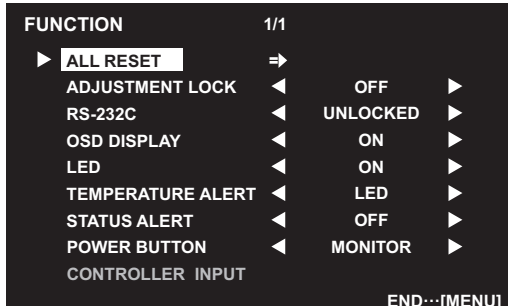 FUNCTION 1/1
ALL RESET
ADJUSTMENT LOCK OFF
RS-232C UNLOCKED
OSD DISPLAY ON
LED ON
TEMPERATURE ALERT LED
STATUS ALERT OFF
POWER BUTTON MONITOR
CONTROLLER INPUT
END···[MENU]